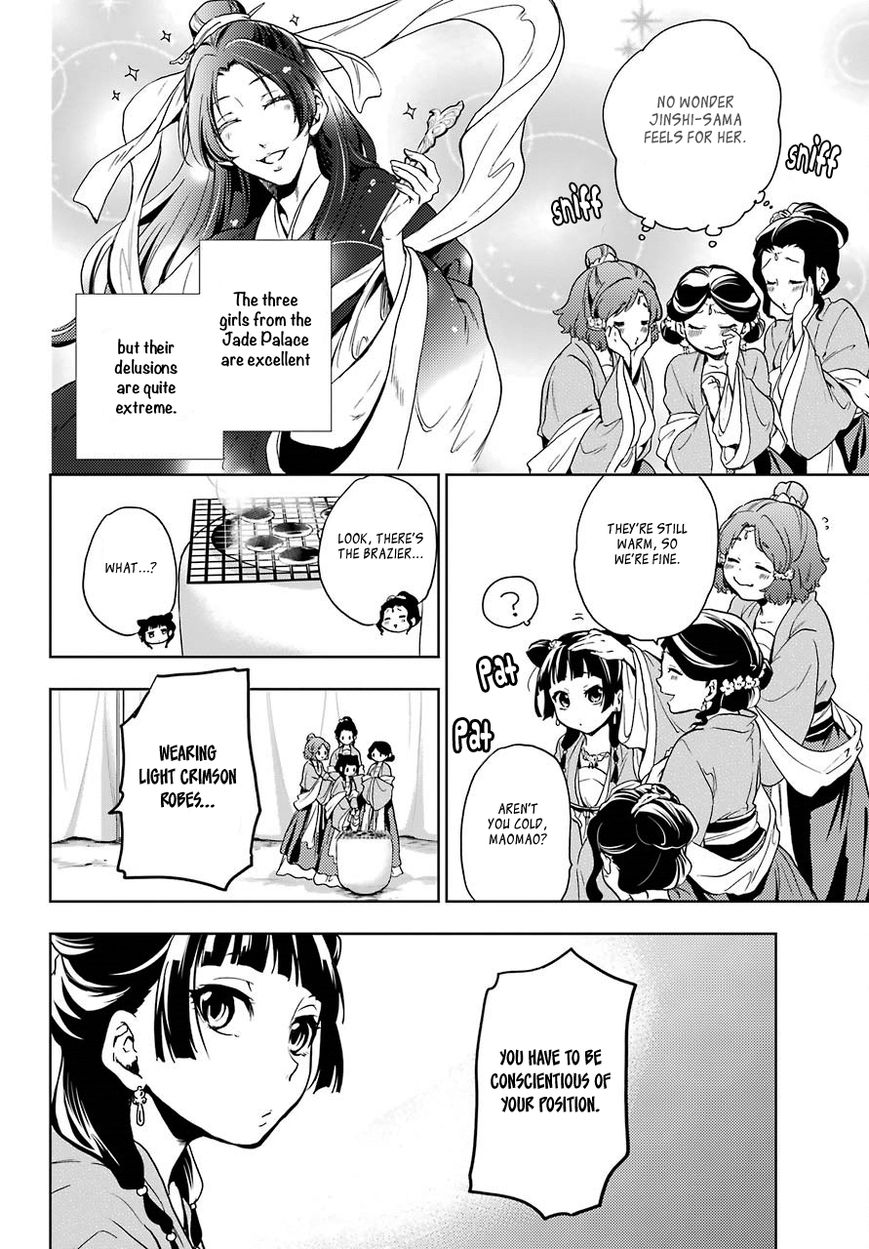 NO WONDER
JINSHI-SAMA
FEELS FOR
HER.
sniff
sniff
The three
girls from the
Jade Palace
are excellent
but their
delusions
are quite
extreme.
THEY'RE STILL
WARM, SO
WE'RE FINE.
?
?
Pat
Pat
AREN'T
YOU COLD,
MAOMAO?
LOOK, THERE'S
THE BRAZIER...
WHAT...?
WEARING
LIGHT CRIMSON
ROBES...
YOU HAVE TO BE
CONSCIENTIOUS OF
YOUR POSITION.